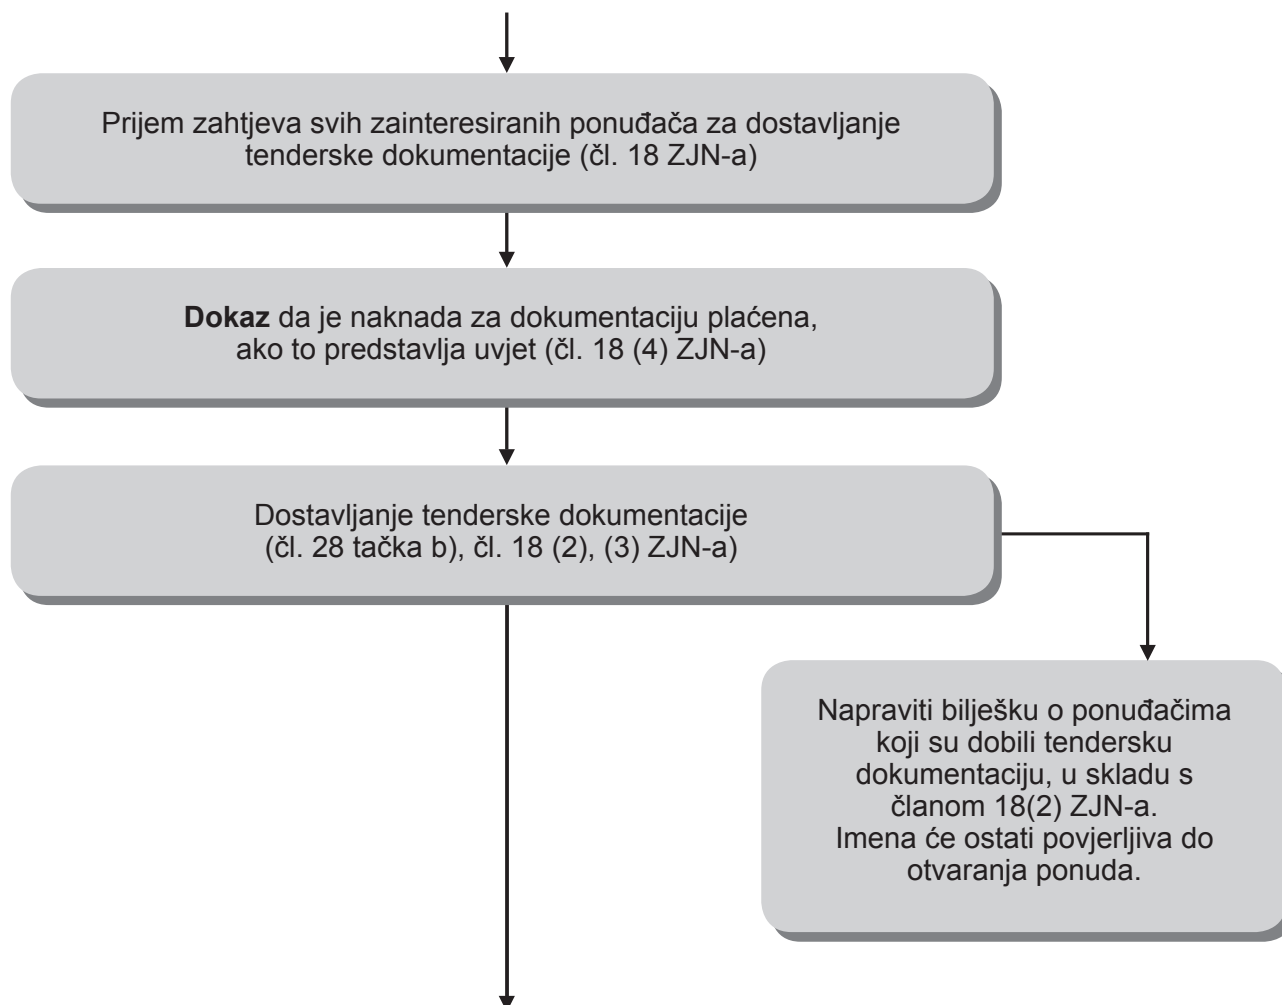 Prijem zahtjeva svih zainteresiranih ponuđača za dostavljanje
tenderske dokumentacije (čl. 18 ZJN-a)
Dokaz da je naknada za dokumentaciju plaćena,
ako to predstavlja uvjet (čl. 18 (4) ZJN-a)
Dostavljanje tenderske dokumentacije
(čl. 28 tačka b), čl. 18 (2), (3) ZJN-a)
Napraviti bilješku o ponuđačima
koji su dobili tendersku
dokumentaciju, u skladu s
članom 18(2) ZJN-a.
Imena će ostati povjerljiva do
otvaranja ponuda.